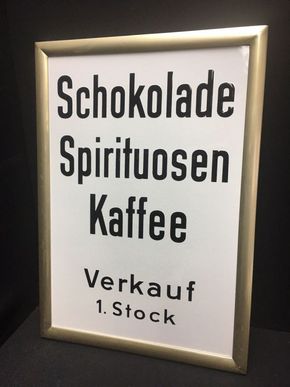 Schokolade
Spirituosen
Kaffee
Verkauf
1. Stock